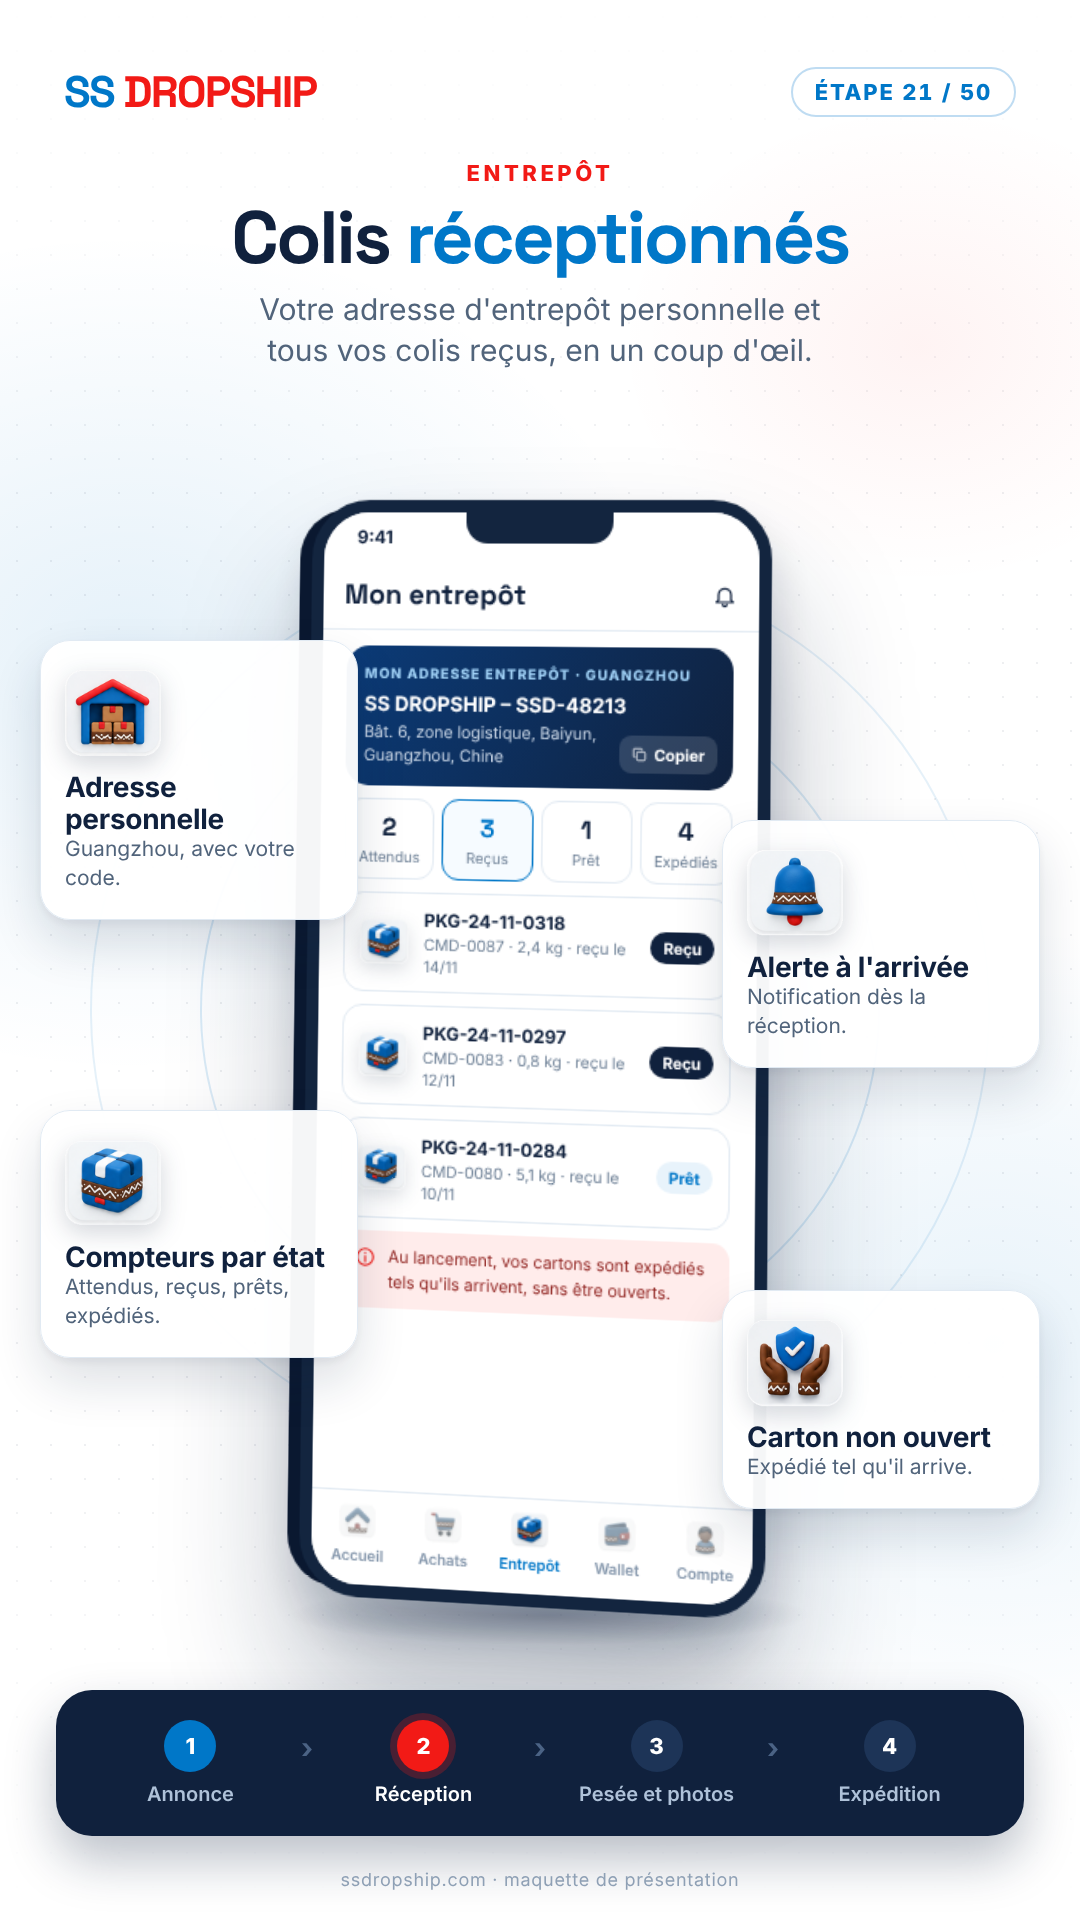 SS DROPSHIP
ÉTAPE 21 / 50
ENTREPÔT
Colis réceptionnés
Votre adresse d'entrepôt personnelle et
tous vos colis reçus, en un coup d'œil.
9:41
Mon entrepôt
MON ADRESSE ENTREPÔT · GUANGZHOU
SS DROPSHIP – SSD-48213
Bât. 6, zone logistique, Baiyun,
Guangzhou, Chine
Copier
2
Attendus
3
Reçus
1
Prêt
4
Expédiés
PKG-24-11-0318
CMD-0087 · 2,4 kg · reçu le
14/11
Reçu
PKG-24-11-0297
CMD-0083 · 0,8 kg · reçu le
12/11
Reçu
PKG-24-11-0284
CMD-0080 · 5,1 kg · reçu le
10/11
Prêt
Au lancement, vos cartons sont expédiés
tels qu'ils arrivent, sans être ouverts.
Accueil
Achats
Entrepôt
Wallet
Compte
Adresse
personnelle
Guangzhou, avec votre
code.
Alerte à l'arrivée
Notification dès la
réception.
Compteurs par état
Attendus, reçus, prêts,
expédiés.
Carton non ouvert
Expédié tel qu'il arrive.
1
Annonce
›
2
Réception
›
3
Pesée et photos
›
4
Expédition
ssdropship.com · maquette de présentation